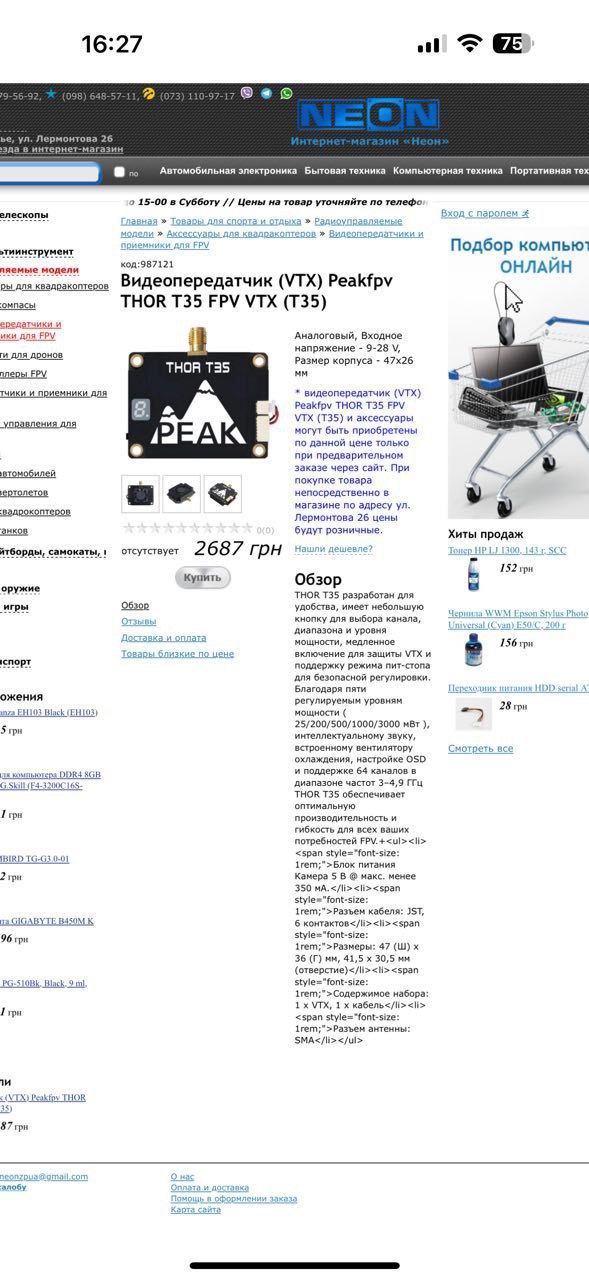 16:27
75
79-56-92, (098) 648-57-11, (073) 110-97-17
NEON
Интернет-магазин «Неон»
ье, ул. Лермонтова 26
езда в интернет-магазин
по
Автомобильная электроника Бытовая техника Компьютерная техника Портативная тех
до 15-00 в Субботу // Цены на товар уточняйте по телефон
елескопы
ьтиинструмент
ляемые модели
ры для квадракоптеров
компасы
ередатчики и
ики для FPV
ти для дронов
ллеры FPV
тчики и приемники для
управления для
автомобилей
вертолетов
квадрокоптеров
танков
йтборды, самокаты,
оружие
игры
нспорт
Главная » Товары для спорта и отдыха » Радиоуправляемые
модели » Аксессуары для квадракоптеров » Видеопередатчики и
приемники для FPV
код:987121
Видеопередатчик (VTX) Peakfpv
THOR T35 FPV VTX (T35)
THOR T35
PEAK
0(0)
отсутствует 2687 грн
Купить
Обзор
Отзывы
Доставка и оплата
Товары близкие по цене
Аналоговый, Входное
напряжение - 9-28 V,
Размер корпуса - 47x26
мм
* видеопередатчик (VTX)
Peakfpv THOR T35 FPV
VTX (T35) и аксессуары
могут быть приобретены
по данной цене только
при предварительном
заказе через сайт. При
покупке товара
непосредственно в
магазине по адресу ул.
Лермонтова 26 цены
будут розничные.
Нашли дешевле?
Обзор
THOR T35 разработан для
удобства, имеет небольшую
кнопку для выбора канала,
диапазона и уровня
мощности, медленное
включение для защиты VTX и
поддержку режима пит-стопа
для безопасной регулировки.
Благодаря пяти
регулируемым уровням
мощности (
25/200/500/1000/3000 мВт ),
интеллектуальному звуку,
встроенному вентилятору
охлаждения, настройке OSD
и поддержке 64 каналов в
диапазоне частот 3–4,9 ГГц
THOR T35 обеспечивает
оптимальную
производительность и
гибкость для всех ваших
потребностей FPV.+<ul><li>
<span style="font-size:
1rem;">Блок питания
Камера 5 В @ макс. менее
350 мА.</li><li><span
style="font-size:
1rem;">Разъем кабеля: JST,
6 контактов</li><li><span
style="font-size:
1rem;">Размеры: 47 (Ш) x
36 (Г) мм, 41,5 x 30,5 мм
(отверстие)</li><li><span
style="font-size:
1rem;">Содержимое набора:
1 x VTX, 1 x кабель</li><li>
<span style="font-size:
1rem;">Разъем антенны:
SMA</li></ul>
Вход с паролем
Подбор компьют
ОНЛАЙН
Хиты продаж
Тонер HP LJ 1300, 143 г, SCC
152 грн
Чернила WWM Epson Stylus Photo
Universal (Cyan) E50/C, 200 г
156 грн
Переходник питания HDD serial AT
28 грн
Смотреть все
ложения
anza EH103 Black (EH103)
5 грн
для компьютера DDR4 8GB
G.Skill (F4-3200C16S-
1 грн
MBIRD TG-G3.0-01
2 грн
ата GIGABYTE B450M K
96 грн
PG-510Bk, Black, 9 ml,
1 грн
ли
к (VTX) Peakfpv THOR
35)
87 грн
neonzpua@gmail.com
жалобу
О нас
Оплата и доставка
Помощь в оформлении заказа
Карта сайта